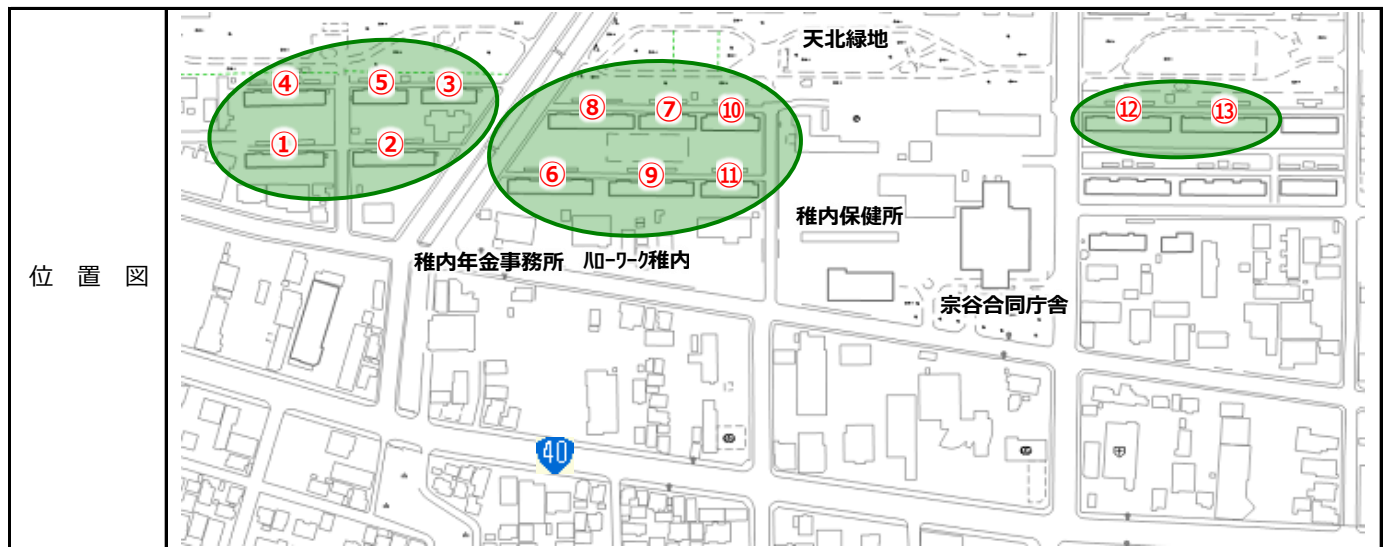 位 置 図
天北緑地
④ ⑤ ③
⑧ ⑦ ⑩
⑫ ⑬
① ②
⑥ ⑨ ⑪
稚内保健所
稚内年金事務所 ﾊﾛｰﾜｰｸ稚内
宗谷合同庁舎
40